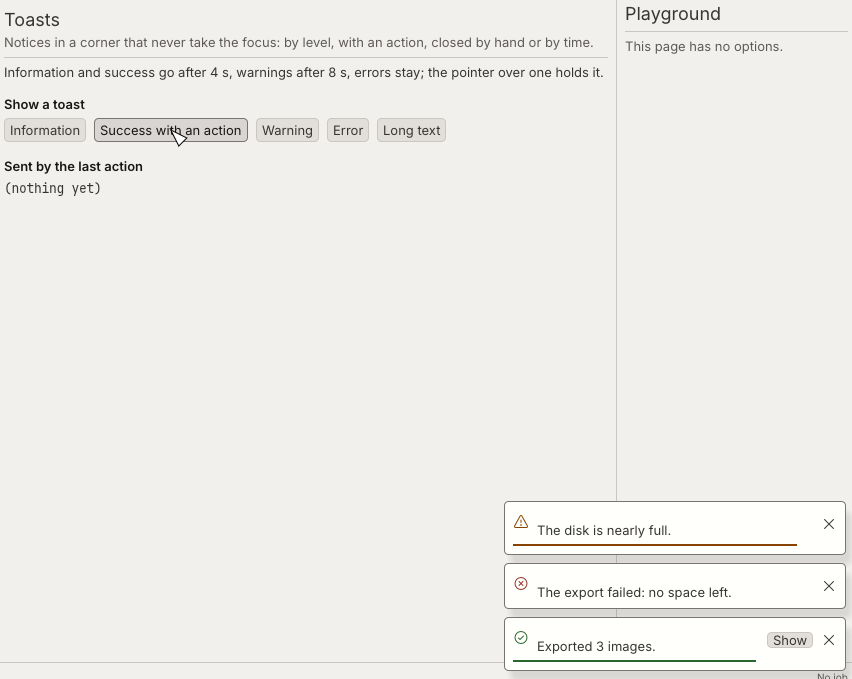 Toasts
Notices in a corner that never take the focus: by level, with an action, closed by hand or by time.
Information and success go after 4 s, warnings after 8 s, errors stay; the pointer over one holds it.
Show a toast
Information
Success with an action
Warning
Error
Long text
Sent by the last action
(nothing yet)
Playground
This page has no options.
The disk is nearly full.
The export failed: no space left.
Exported 3 images.
Show
No job